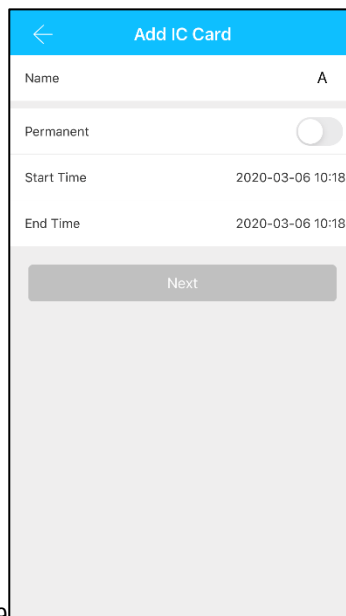 Add IC Card
Name A
Permanent
Start Time 2020-03-06 10:18
End Time 2020-03-06 10:18
Next